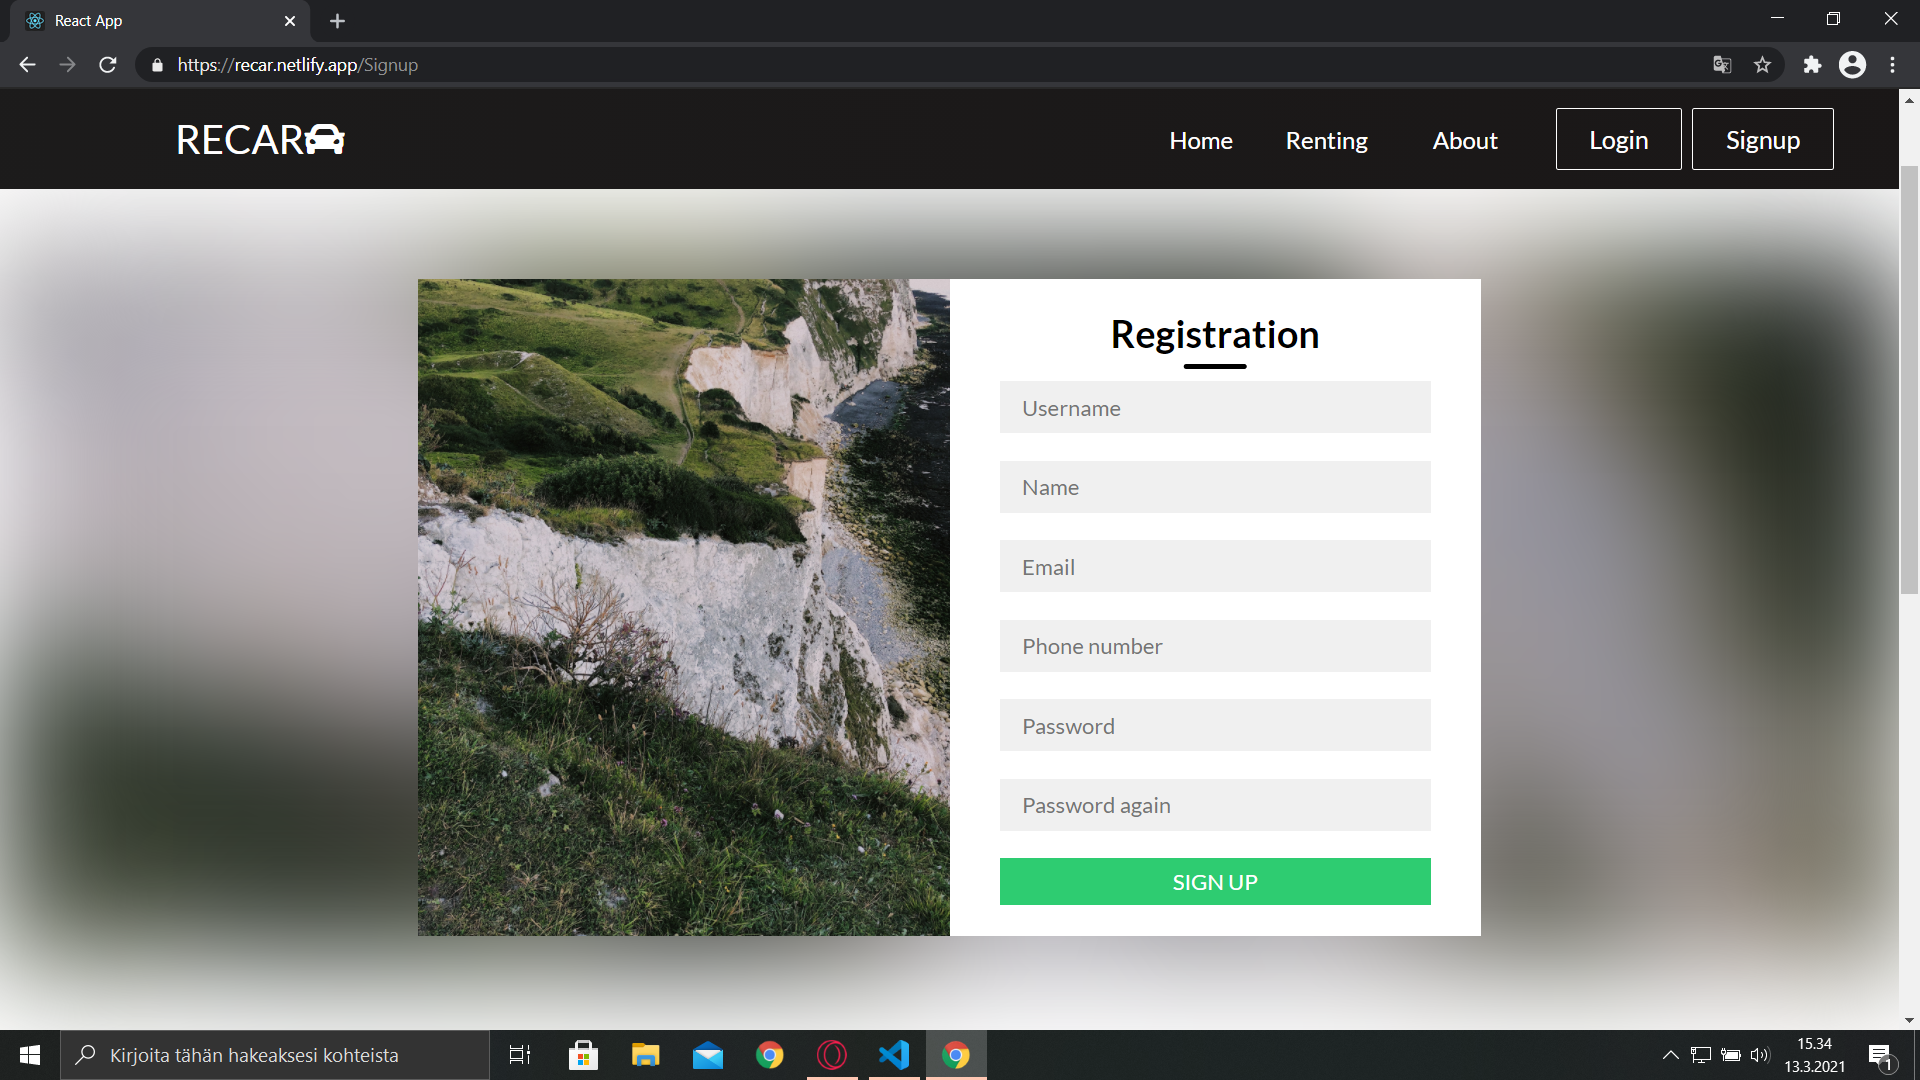 React App
https://recar.netlify.app/Signup
RECAR
Home
Renting
About
Login
Signup
Registration
Username
Name
Email
Phone number
Password
Password again
SIGN UP
Kirjoita tähän hakeaksesi kohteista
15.34
13.3.2021
1